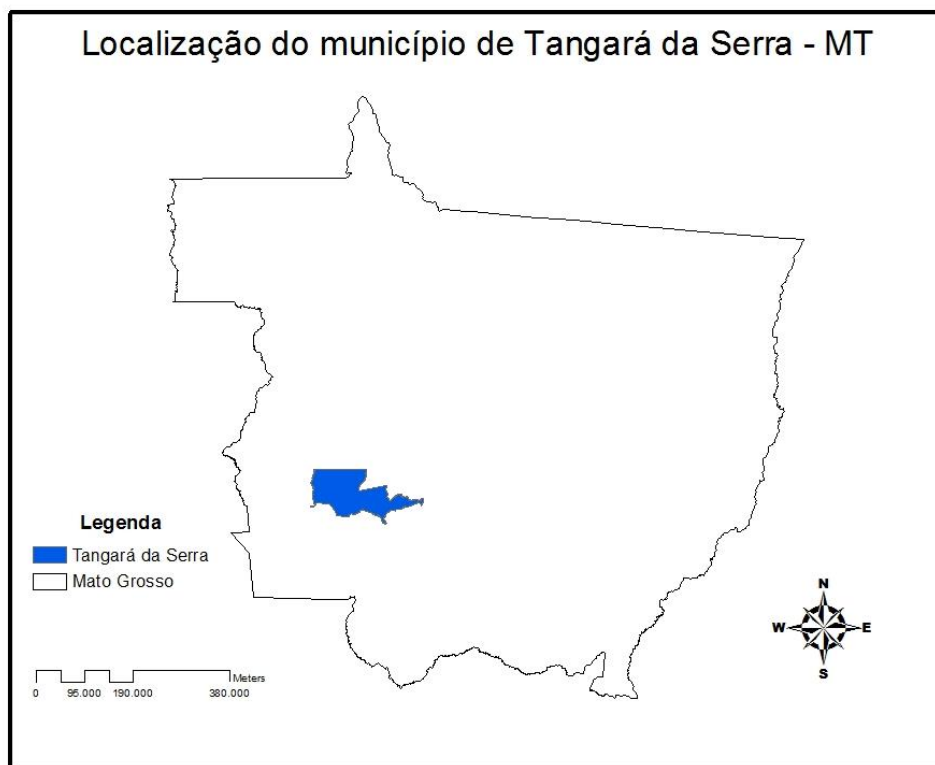 Localização do município de Tangará da Serra - MT
Legenda
Tangará da Serra
Mato Grosso
N
W E
S
Meters
0 95.000 190.000 380.000